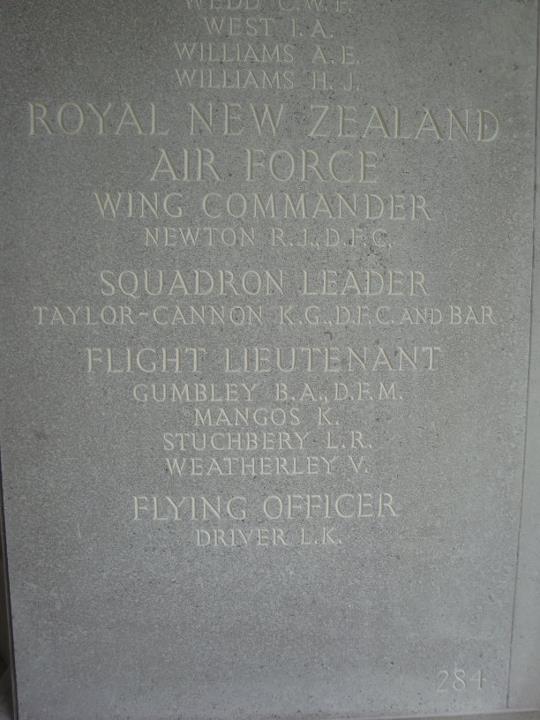 WEDD C.W.F.
WEST I.A.
WILLIAMS A.E.
WILLIAMS H.J.
ROYAL NEW ZEALAND
AIR FORCE
WING COMMANDER
NEWTON R.J., D.F.C.
SQUADRON LEADER
TAYLOR-CANNON K.G., D.F.C. AND BAR
FLIGHT LIEUTENANT
GUMBLEY B.A., D.F.M.
MANGOS K.
STUCHBERY L.R.
WEATHERLEY V.
FLYING OFFICER
DRIVER L.K.
284